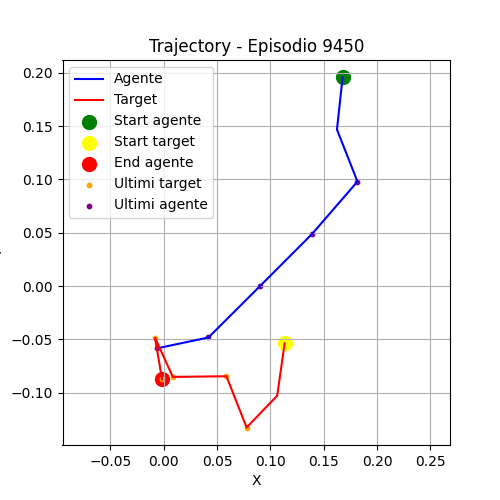 Trajectory - Episodio 9450
Agente
Target
Start agente
Start target
End agente
Ultimi target
Ultimi agente
0.20
0.15
0.10
0.05
0.00
−0.05
−0.10
−0.05
0.00
0.05
0.10
0.15
0.20
0.25
X